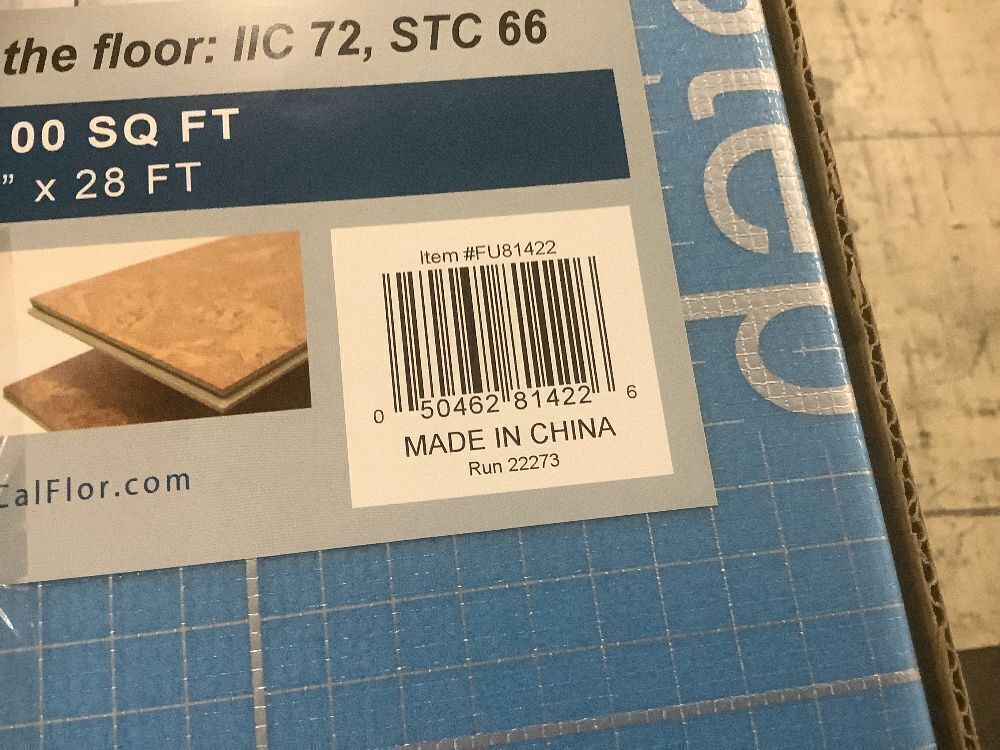 the floor: IIC 72, STC 66
00 SQ FT
” x 28 FT
Item #FU81422
0 50462 81422 6
MADE IN CHINA
Run 22273
CalFlor.com